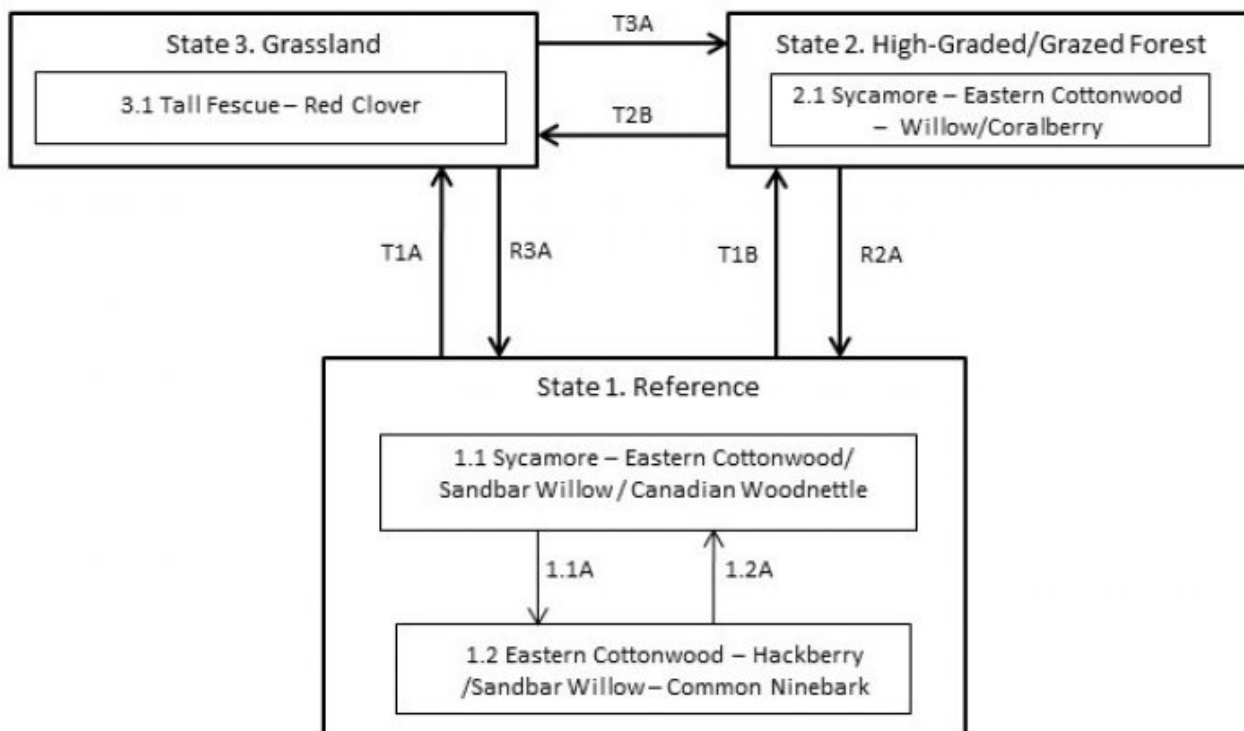 State 3. Grassland
3.1 Tall Fescue – Red Clover
T3A
T2B
State 2. High-Graded/Grazed Forest
2.1 Sycamore – Eastern Cottonwood
– Willow/Coralberry
T1A
R3A
T1B
R2A
State 1. Reference
1.1 Sycamore – Eastern Cottonwood/
Sandbar Willow / Canadian Woodnettle
1.1A
1.2A
1.2 Eastern Cottonwood – Hackberry
/Sandbar Willow – Common Ninebark